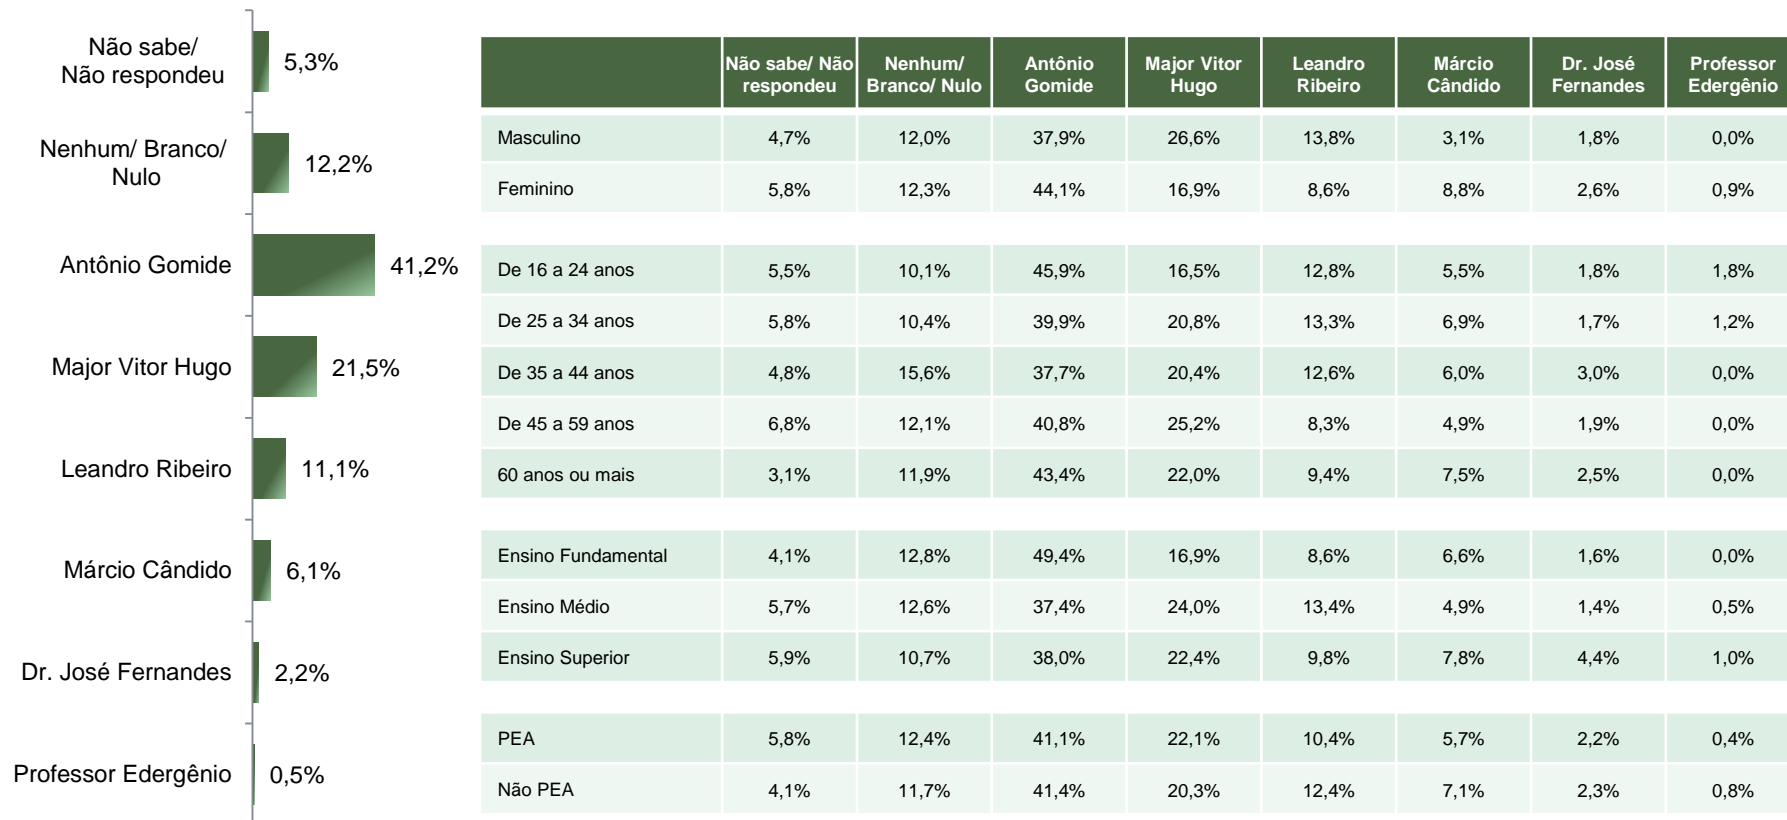 Não sabe/
Não respondeu
5,3%
Nenhum/ Branco/
Nulo
12,2%
Antônio Gomide
41,2%
Major Vitor Hugo
21,5%
Leandro Ribeiro
11,1%
Márcio Cândido
6,1%
Dr. José Fernandes
2,2%
Professor Edergênio
0,5%
Não sabe/ Não respondeu Nenhum/ Branco/ Nulo Antônio Gomide Major Vitor Hugo Leandro Ribeiro Márcio Cândido Dr. José Fernandes Professor Edergênio
Masculino 4,7% 12,0% 37,9% 26,6% 13,8% 3,1% 1,8% 0,0%
Feminino 5,8% 12,3% 44,1% 16,9% 8,6% 8,8% 2,6% 0,9%
De 16 a 24 anos 5,5% 10,1% 45,9% 16,5% 12,8% 5,5% 1,8% 1,8%
De 25 a 34 anos 5,8% 10,4% 39,9% 20,8% 13,3% 6,9% 1,7% 1,2%
De 35 a 44 anos 4,8% 15,6% 37,7% 20,4% 12,6% 6,0% 3,0% 0,0%
De 45 a 59 anos 6,8% 12,1% 40,8% 25,2% 8,3% 4,9% 1,9% 0,0%
60 anos ou mais 3,1% 11,9% 43,4% 22,0% 9,4% 7,5% 2,5% 0,0%
Ensino Fundamental 4,1% 12,8% 49,4% 16,9% 8,6% 6,6% 1,6% 0,0%
Ensino Médio 5,7% 12,6% 37,4% 24,0% 13,4% 4,9% 1,4% 0,5%
Ensino Superior 5,9% 10,7% 38,0% 22,4% 9,8% 7,8% 4,4% 1,0%
PEA 5,8% 12,4% 41,1% 22,1% 10,4% 5,7% 2,2% 0,4%
Não PEA 4,1% 11,7% 41,4% 20,3% 12,4% 7,1% 2,3% 0,8%